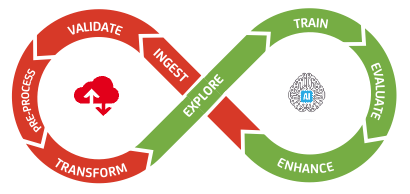 INGEST
VALIDATE
PRE-PROCESS
TRANSFORM
EXPLORE
TRAIN
EVALUATE
ENHANCE
AI